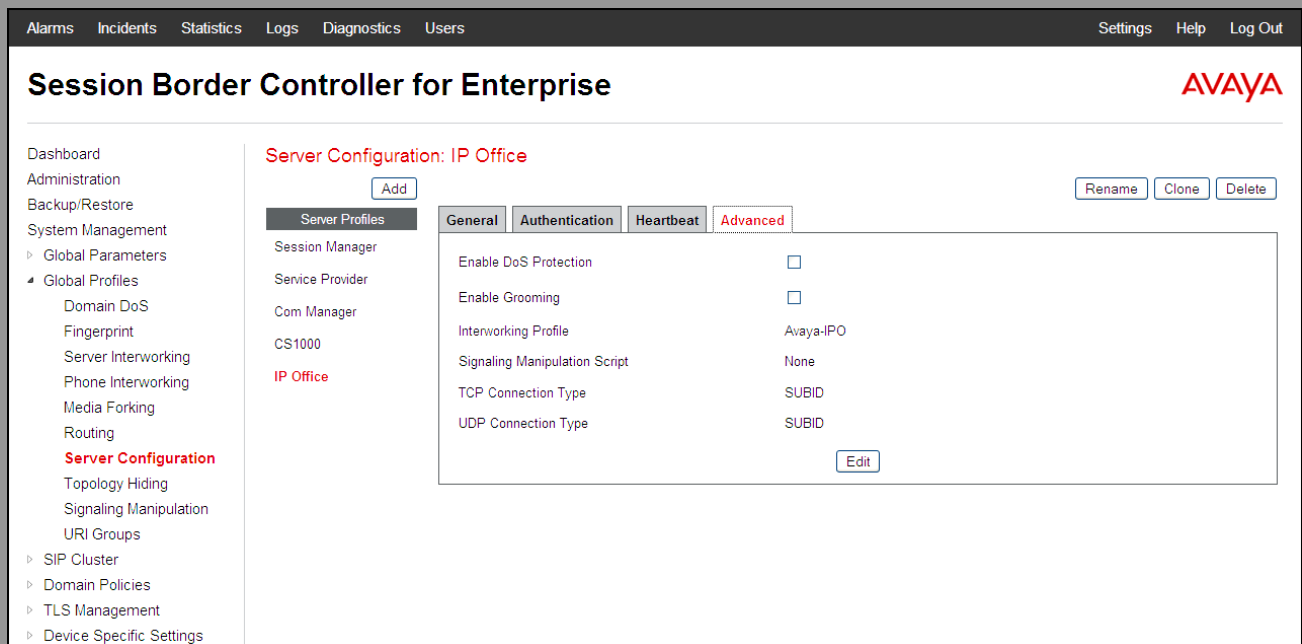 Alarms Incidents Statistics Logs Diagnostics Users Settings Help Log Out
Session Border Controller for Enterprise
AVAYA
Dashboard
Administration
Backup/Restore
System Management
Global Parameters
Global Profiles
Domain DoS
Fingerprint
Server Interworking
Phone Interworking
Media Forking
Routing
Server Configuration
Topology Hiding
Signaling Manipulation
URI Groups
SIP Cluster
Domain Policies
TLS Management
Device Specific Settings
Server Configuration: IP Office
Add
Rename Clone Delete
Server Profiles
Session Manager
Service Provider
Com Manager
CS1000
IP Office
General Authentication Heartbeat Advanced
Enable DoS Protection
Enable Grooming
Interworking Profile Avaya-IPO
Signaling Manipulation Script None
TCP Connection Type SUBID
UDP Connection Type SUBID
Edit